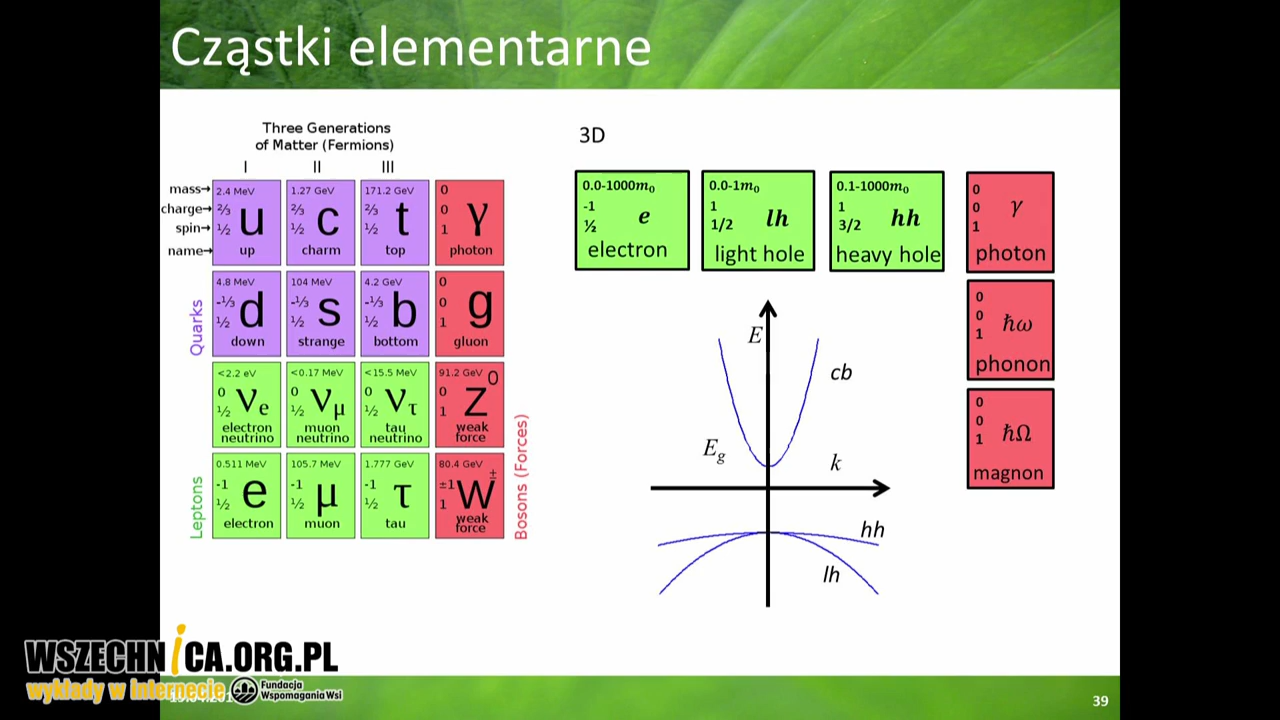 Cząstki elementarne
Three Generations
of Matter (Fermions)
I II III
mass→
charge→
spin→
name→
2.4 MeV
⅔
½
u
up
1.27 GeV
⅔
½
c
charm
171.2 GeV
⅔
½
t
top
0
0
1
γ
photon
Quarks
4.8 MeV
-⅓
½
d
down
104 MeV
-⅓
½
s
strange
4.2 GeV
-⅓
½
b
bottom
0
0
1
g
gluon
<2.2 eV
0
½
νe
electron
neutrino
<0.17 MeV
0
½
νμ
muon
neutrino
<15.5 MeV
0
½
ντ
tau
neutrino
91.2 GeV
0
1
Z0
weak
force
Leptons
0.511 MeV
-1
½
e
electron
105.7 MeV
-1
½
μ
muon
1.777 GeV
-1
½
τ
tau
80.4 GeV
±1
1
W±
weak
force
Bosons (Forces)
3D
0.0-1000m₀
-1
½
e
electron
0.0-1m₀
1
1/2
lh
light hole
0.1-1000m₀
1
3/2
hh
heavy hole
0
0
1
γ
photon
0
0
1
ħω
phonon
0
0
1
ħΩ
magnon
E
cb
Eg
k
hh
lh
WSZECHNiCA.ORG.PL
wykłady w internecie
Fundacja
Wspomagania Wsi
39